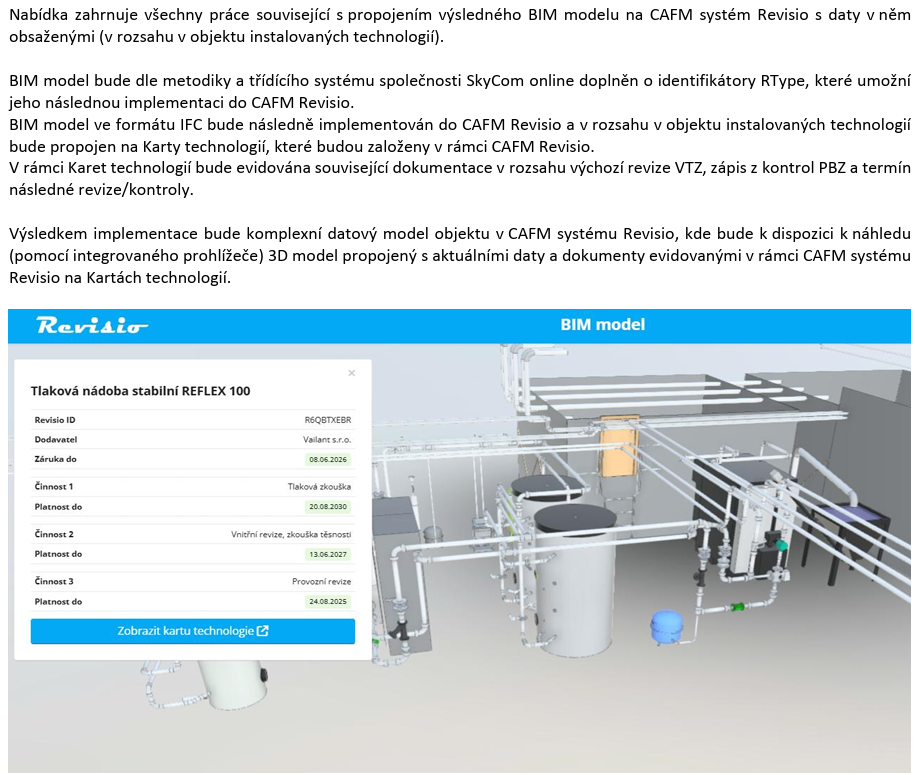 Nabídka zahrnuje všechny práce související s propojením výsledného BIM modelu na CAFM systém Revisio s daty v něm
obsaženými (v rozsahu v objektu instalovaných technologií).
BIM model bude dle metodiky a třídícího systému společnosti SkyCom online doplněn o identifikátory RType, které umožní
jeho následnou implementaci do CAFM Revisio.
BIM model ve formátu IFC bude následně implementován do CAFM Revisio a v rozsahu v objektu instalovaných technologií
bude propojen na Karty technologií, které budou založeny v rámci CAFM Revisio.
V rámci Karet technologií bude evidována související dokumentace v rozsahu výchozí revize VTZ, zápis z kontrol PBZ a termín
následné revize/kontroly.
Výsledkem implementace bude komplexní datový model objektu v CAFM systému Revisio, kde bude k dispozici k náhledu
(pomocí integrovaného prohlížeče) 3D model propojený s aktuálními daty a dokumenty evidovanými v rámci CAFM systému
Revisio na Kartách technologií.
Revisio BIM model
×
Tlaková nádoba stabilní REFLEX 100
Revisio ID R6QBTXEBR
Dodavatel Vailant s.r.o.
Záruka do 08.06.2026
Činnost 1 Tlaková zkouška
Platnost do 20.08.2030
Činnost 2 Vnitřní revize, zkouška těsnosti
Platnost do 13.06.2027
Činnost 3 Provozní revize
Platnost do 24.08.2025
Zobrazit kartu technologie